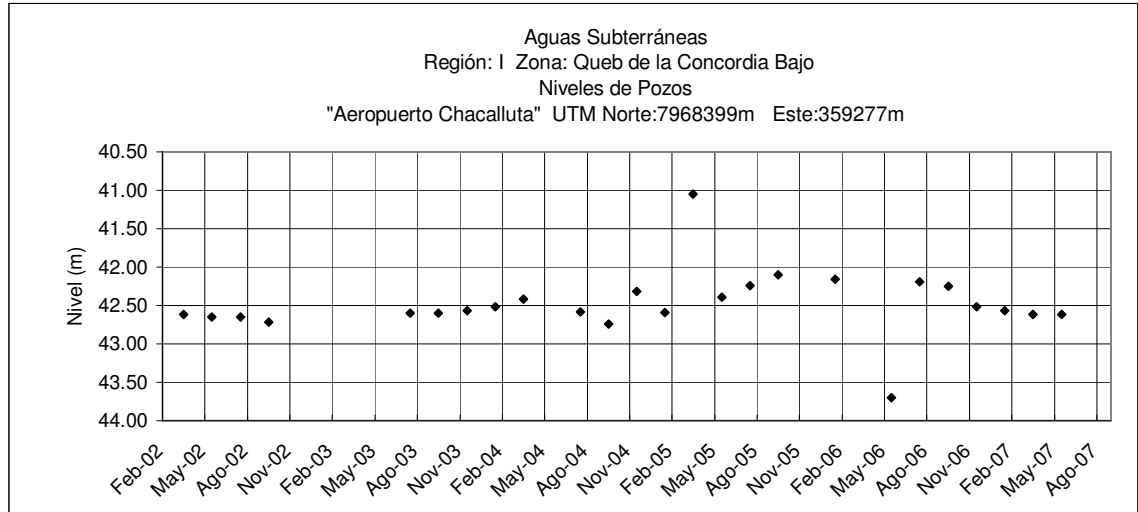 Aguas Subterráneas
Región: I Zona: Queb de la Concordia Bajo
Niveles de Pozos
"Aeropuerto Chacalluta" UTM Norte:7968399m Este:359277m
Nivel (m)
40.50
41.00
41.50
42.00
42.50
43.00
43.50
44.00
Feb-02
May-02
Ago-02
Nov-02
Feb-03
May-03
Ago-03
Nov-03
Feb-04
May-04
Ago-04
Nov-04
Feb-05
May-05
Ago-05
Nov-05
Feb-06
May-06
Ago-06
Nov-06
Feb-07
May-07
Ago-07